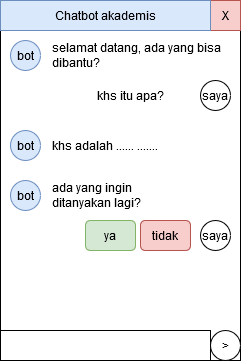 Chatbot akademis X
bot selamat datang, ada yang bisa
dibantu?
khs itu apa? saya
bot khs adalah ...... .......
bot ada yang ingin
ditanyakan lagi?
ya tidak saya
>